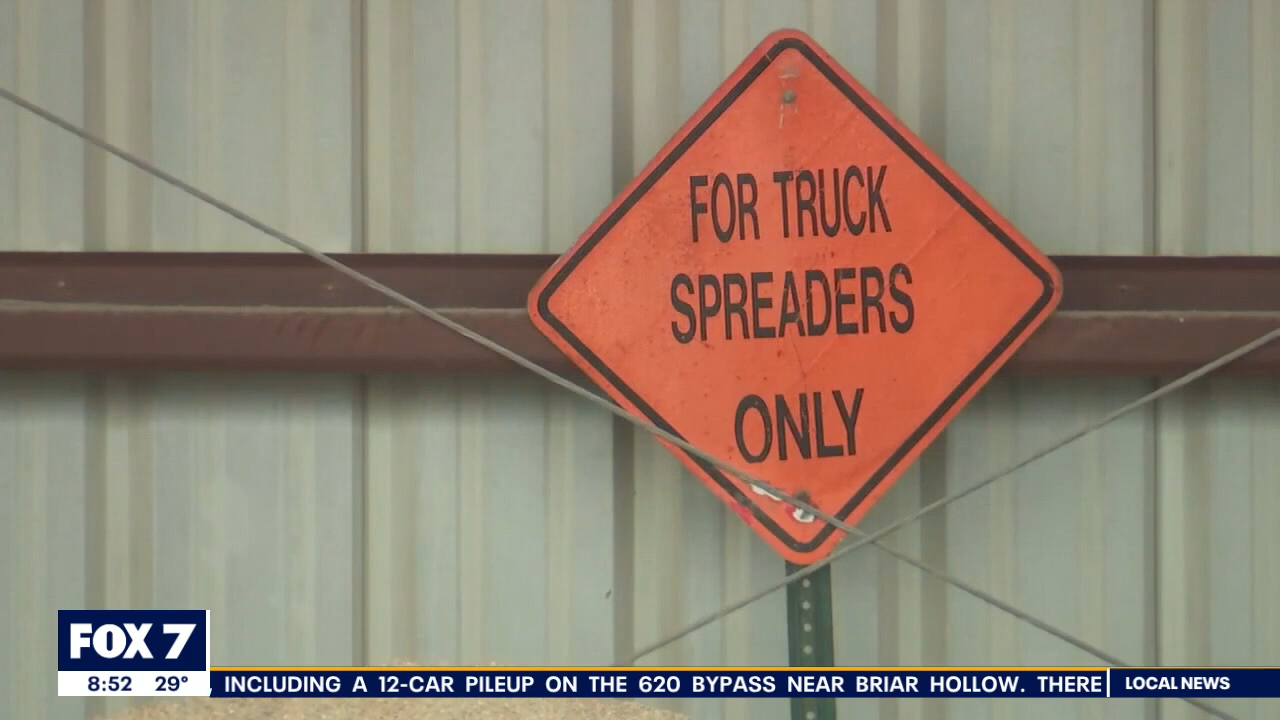 FOR TRUCK
SPREADERS
ONLY
FOX 7
8:52 29°
, INCLUDING A 12-CAR PILEUP ON THE 620 BYPASS NEAR BRIAR HOLLOW. THERE
LOCAL NEWS